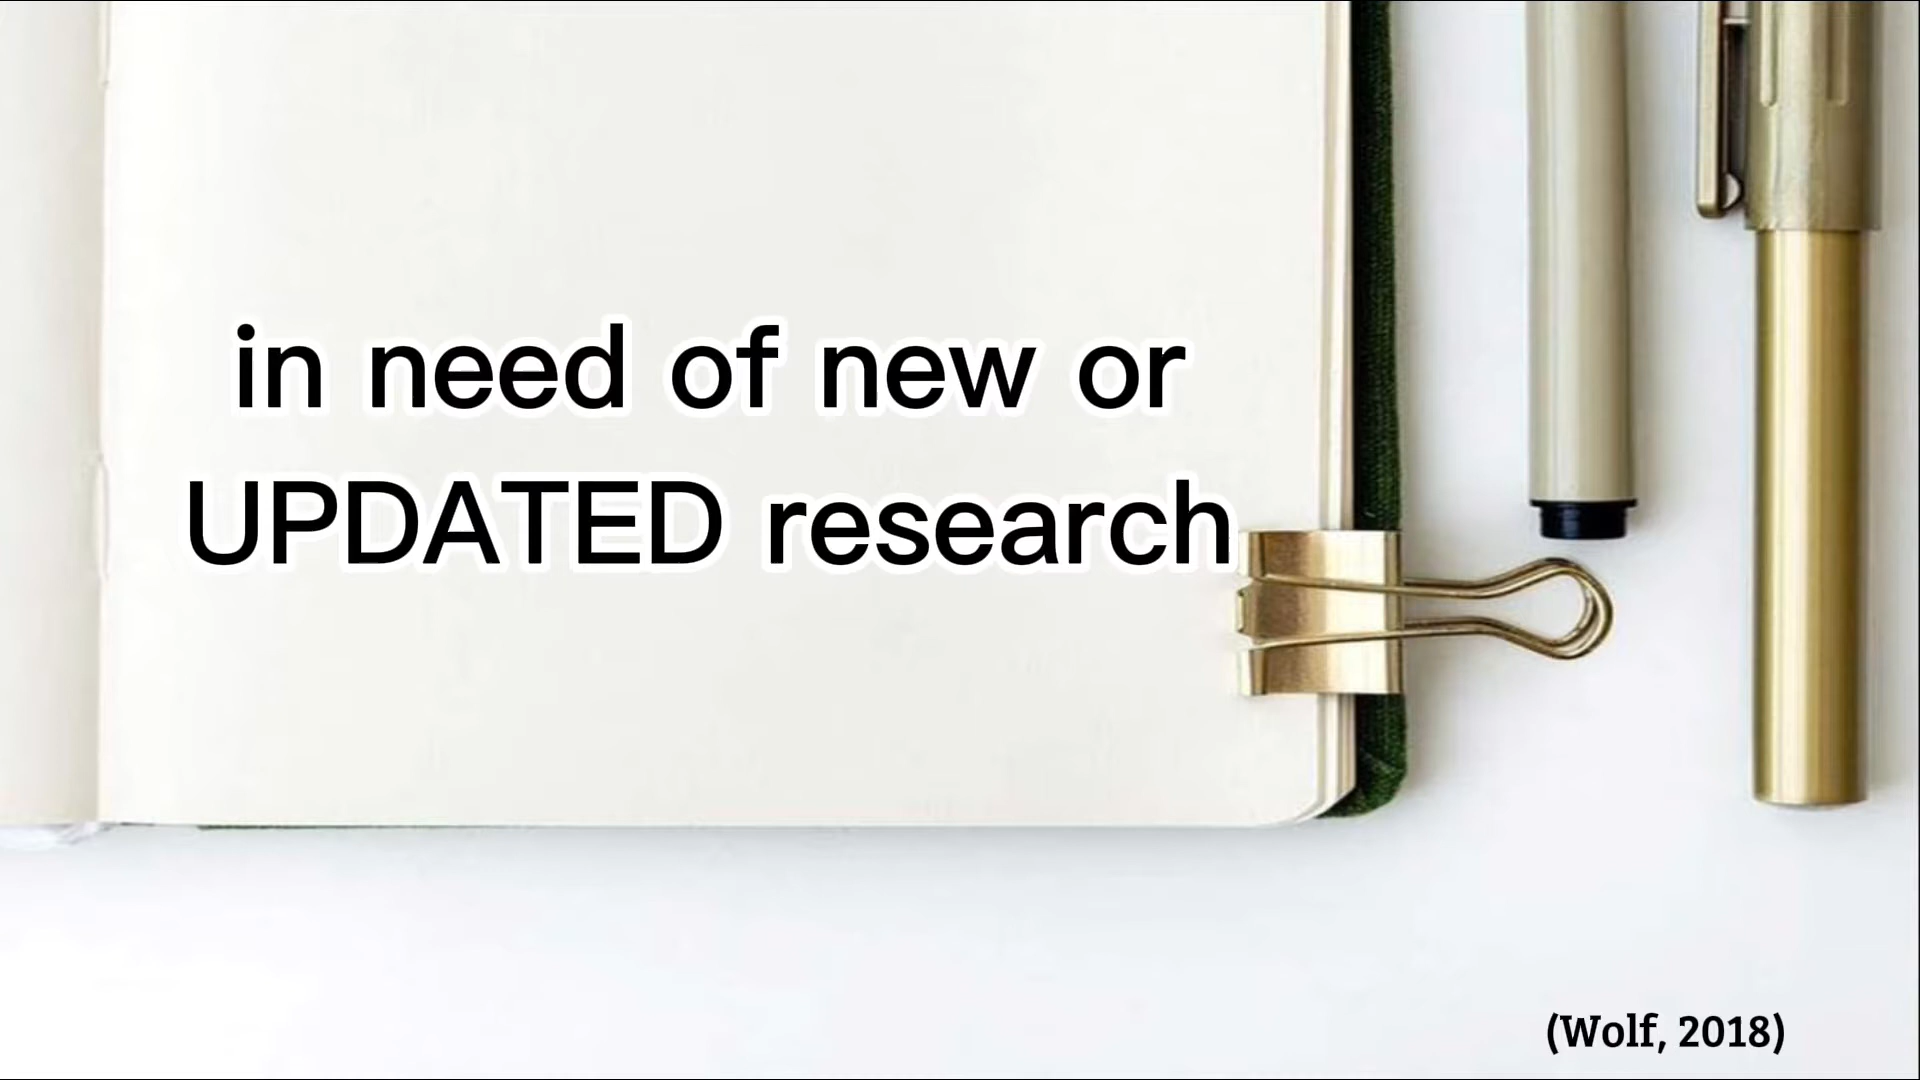 in need of new or
UPDATED research
(Wolf, 2018)